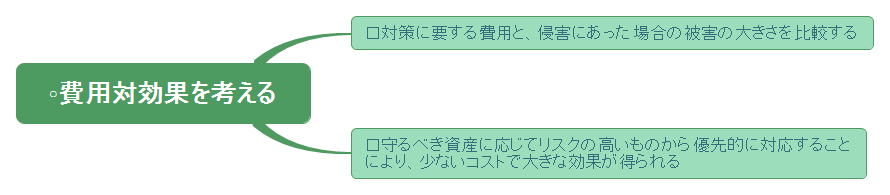 ◦費用対効果を考える
□対策に要する費用と、侵害にあった場合の被害の大きさを比較する
□守るべき資産に応じてリスクの高いものから優先的に対応すること
により、少ないコストで大きな効果が得られる